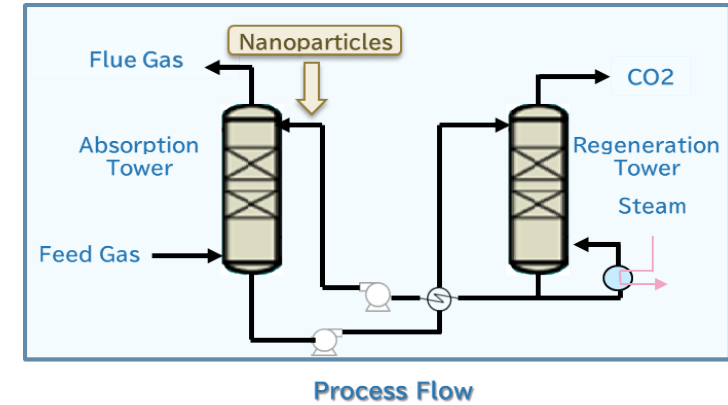 Nanoparticles
Flue Gas
CO2
Absorption
Tower
Regeneration
Tower
Steam
Feed Gas
Process Flow